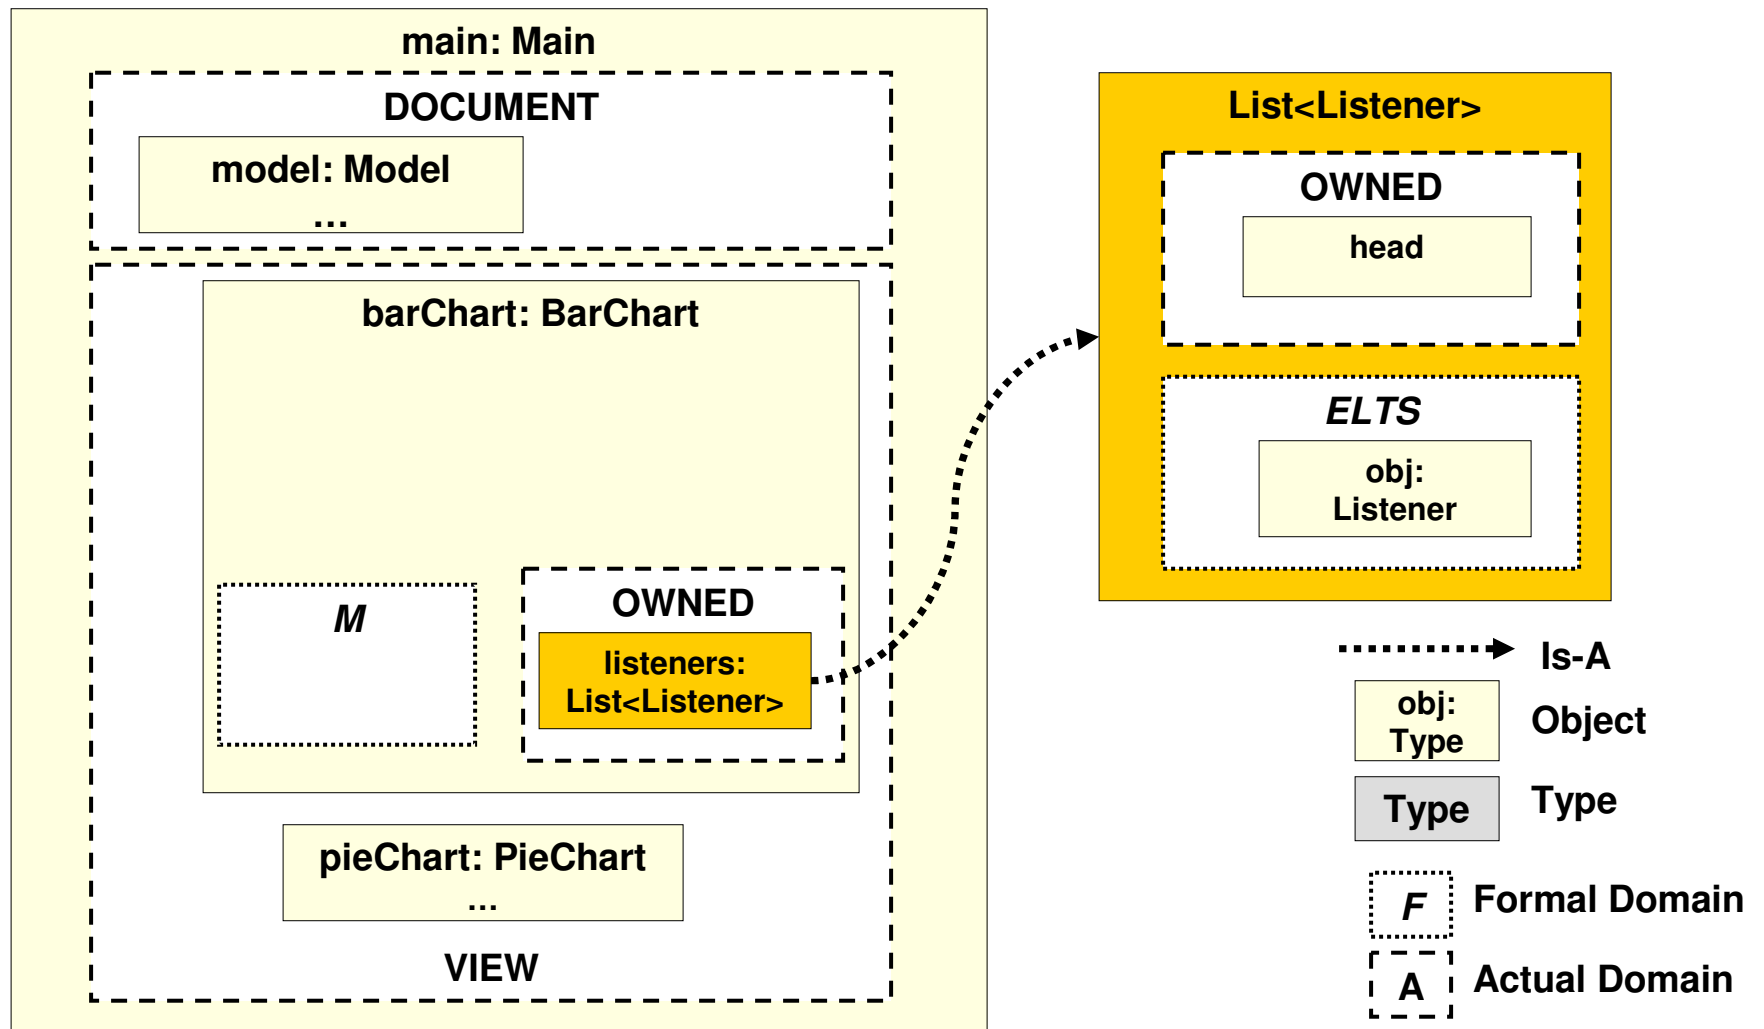 main: Main
DOCUMENT
model: Model
...
barChart: BarChart
M
OWNED
listeners:
List<Listener>
pieChart: PieChart
...
VIEW
List<Listener>
OWNED
head
ELTS
obj:
Listener
Is-A
obj:
Type
Object
Type
Type
F
Formal Domain
A
Actual Domain